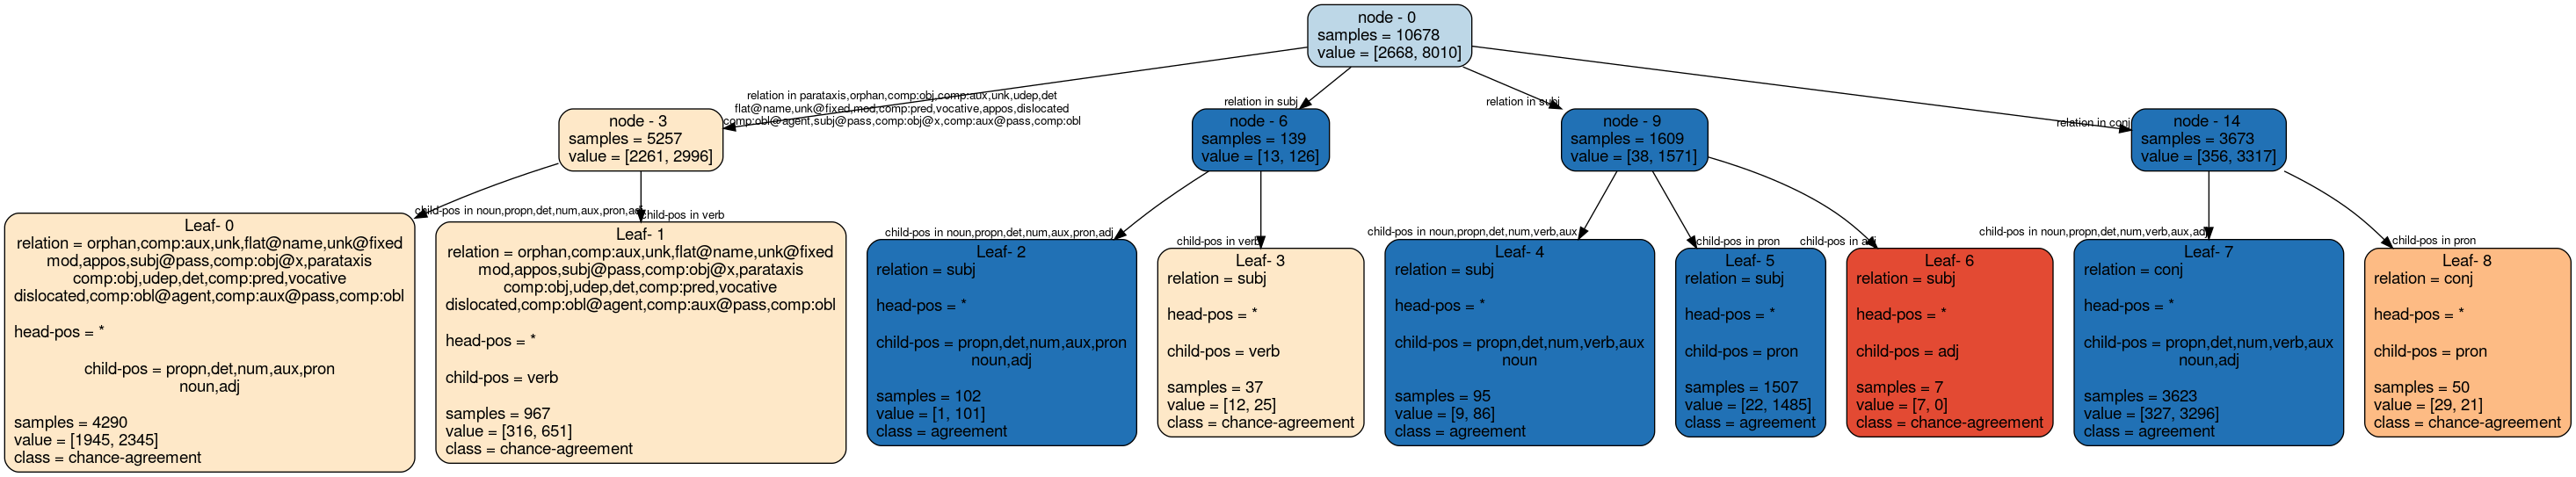 node - 0
samples = 10678
value = [2668, 8010]
relation in parataxis,orphan,comp:obj,comp:aux,unk,udep,det
flat@name,unk@fixed,mod,comp:pred,vocative,appos,dislocated
comp:obl@agent,subj@pass,comp:obj@x,comp:aux@pass,comp:obl
relation in subj
relation in subj
relation in conj
node - 3
samples = 5257
value = [2261, 2996]
node - 6
samples = 139
value = [13, 126]
node - 9
samples = 1609
value = [38, 1571]
node - 14
samples = 3673
value = [356, 3317]
child-pos in noun,propn,det,num,aux,pron,adj
child-pos in verb
child-pos in noun,propn,det,num,aux,pron,adj
child-pos in verb
child-pos in noun,propn,det,num,verb,aux
child-pos in pron
child-pos in adj
child-pos in noun,propn,det,num,verb,aux,adj
child-pos in pron
Leaf- 0
relation = orphan,comp:aux,unk,flat@name,unk@fixed
mod,appos,subj@pass,comp:obj@x,parataxis
comp:obj,udep,det,comp:pred,vocative
dislocated,comp:obl@agent,comp:aux@pass,comp:obl
head-pos = *
child-pos = propn,det,num,aux,pron
noun,adj
samples = 4290
value = [1945, 2345]
class = chance-agreement
Leaf- 1
relation = orphan,comp:aux,unk,flat@name,unk@fixed
mod,appos,subj@pass,comp:obj@x,parataxis
comp:obj,udep,det,comp:pred,vocative
dislocated,comp:obl@agent,comp:aux@pass,comp:obl
head-pos = *
child-pos = verb
samples = 967
value = [316, 651]
class = chance-agreement
Leaf- 2
relation = subj
head-pos = *
child-pos = propn,det,num,aux,pron
noun,adj
samples = 102
value = [1, 101]
class = agreement
Leaf- 3
relation = subj
head-pos = *
child-pos = verb
samples = 37
value = [12, 25]
class = chance-agreement
Leaf- 4
relation = subj
head-pos = *
child-pos = propn,det,num,verb,aux
noun
samples = 95
value = [9, 86]
class = agreement
Leaf- 5
relation = subj
head-pos = *
child-pos = pron
samples = 1507
value = [22, 1485]
class = agreement
Leaf- 6
relation = subj
head-pos = *
child-pos = adj
samples = 7
value = [7, 0]
class = chance-agreement
Leaf- 7
relation = conj
head-pos = *
child-pos = propn,det,num,verb,aux
noun,adj
samples = 3623
value = [327, 3296]
class = agreement
Leaf- 8
relation = conj
head-pos = *
child-pos = pron
samples = 50
value = [29, 21]
class = chance-agreement